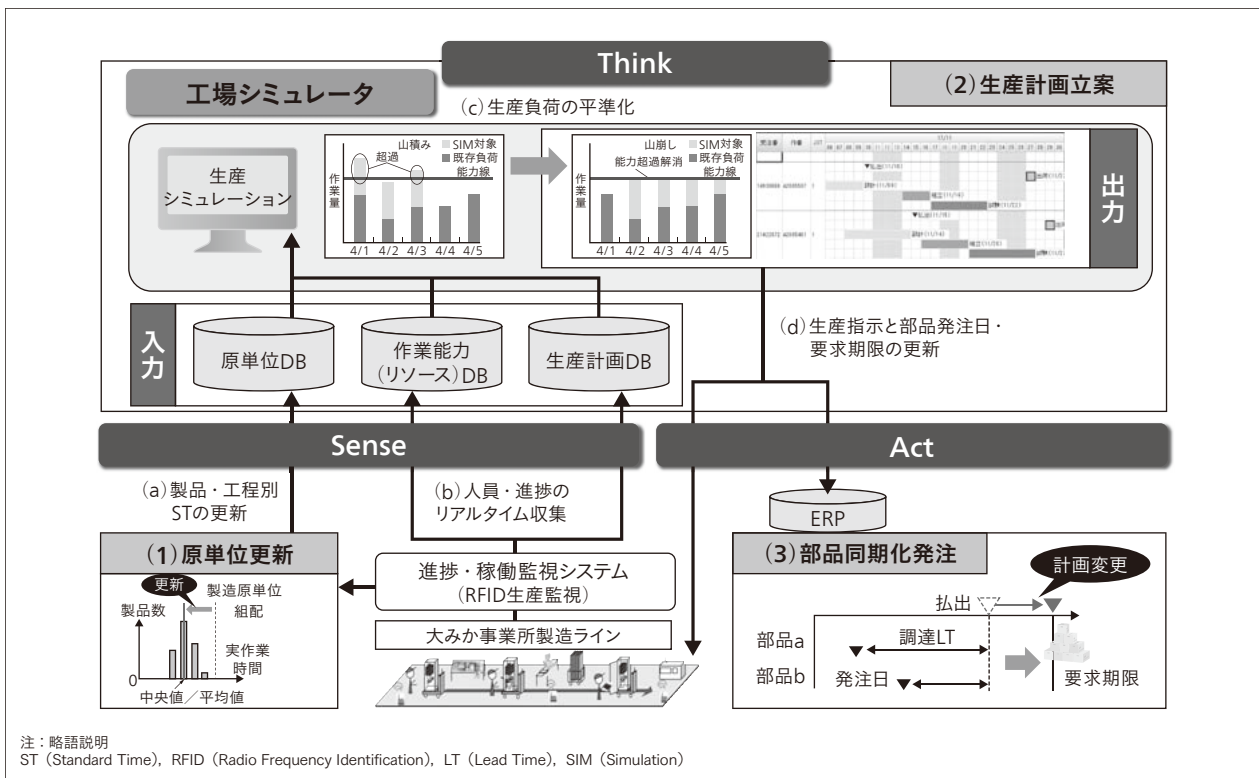 Think
工場シミュレータ
(2)生産計画立案
(c)生産負荷の平準化
生産
シミュレーション
山積み
超過
SIM対象
既存負荷
能力線
作業量
4/1 4/2 4/3 4/4 4/5
山崩し
能力超過解消
SIM対象
既存負荷
能力線
作業量
4/1 4/2 4/3 4/4 4/5
出力
入力
原単位DB
作業能力
(リソース)DB
生産計画DB
(d)生産指示と部品発注日・
要求期限の更新
Sense
Act
(a)製品・工程別
STの更新
(b)人員・進捗の
リアルタイム収集
ERP
(1)原単位更新
更新
製造原単位
製品数
組配
実作業
時間
0
中央値/平均値
進捗・稼働監視システム
(RFID生産監視)
大みか事業所製造ライン
(3)部品同期化発注
計画変更
払出
部品a
調達LT
部品b
発注日
要求期限
注:略語説明
ST(Standard Time),RFID(Radio Frequency Identification),LT(Lead Time),SIM(Simulation)